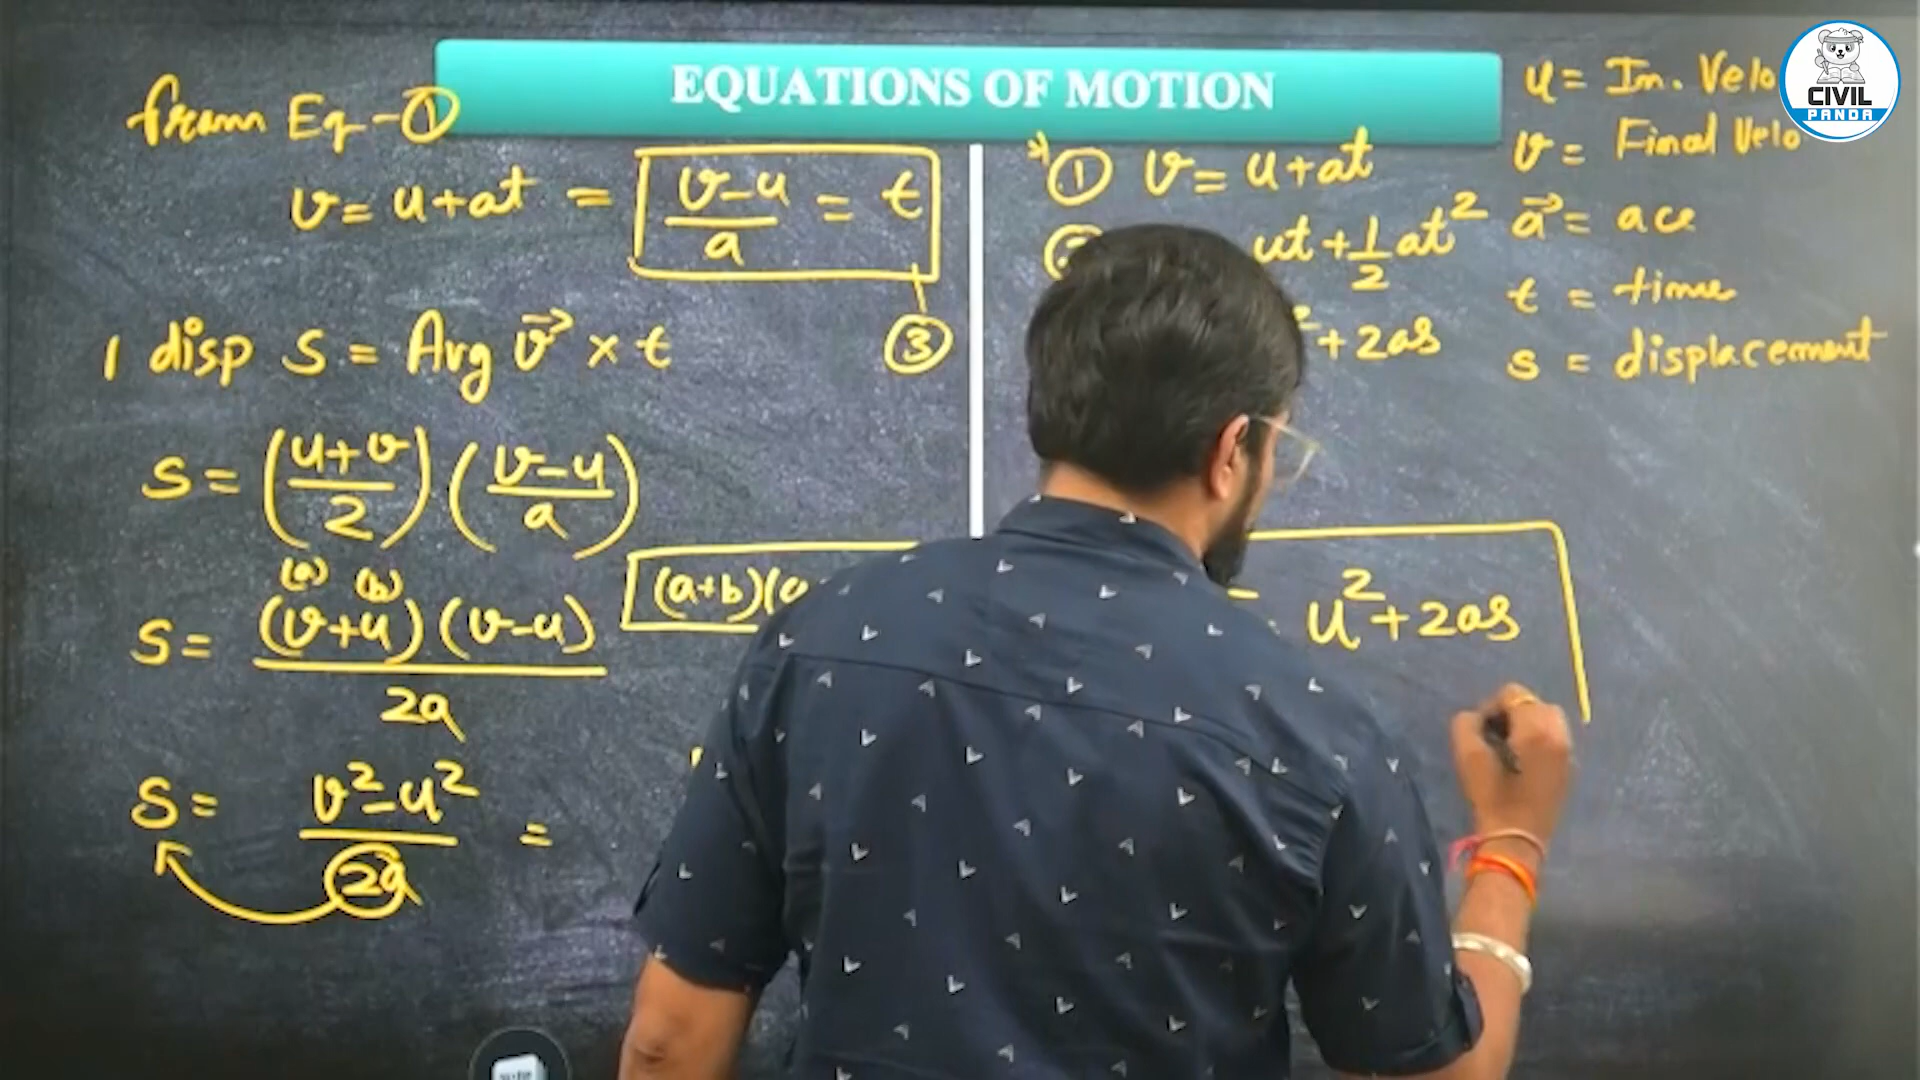 EQUATIONS OF MOTION
CIVIL
PANDA
from Eq-①
v = u+at = v-u/a = t
③
1 disp S = Avg v⃗ × t
S = (u+v/2) (v-u/a)
(a) (b)
S = (v+u) (v-u)/2a
(a+b)(a
S = v²-u²/2a =
① v = u+at
ut + 1/2 at²
+2as
u = In. Velo
v = Final Velo
a⃗ = acc
t = time
s = displacement
= u²+2as